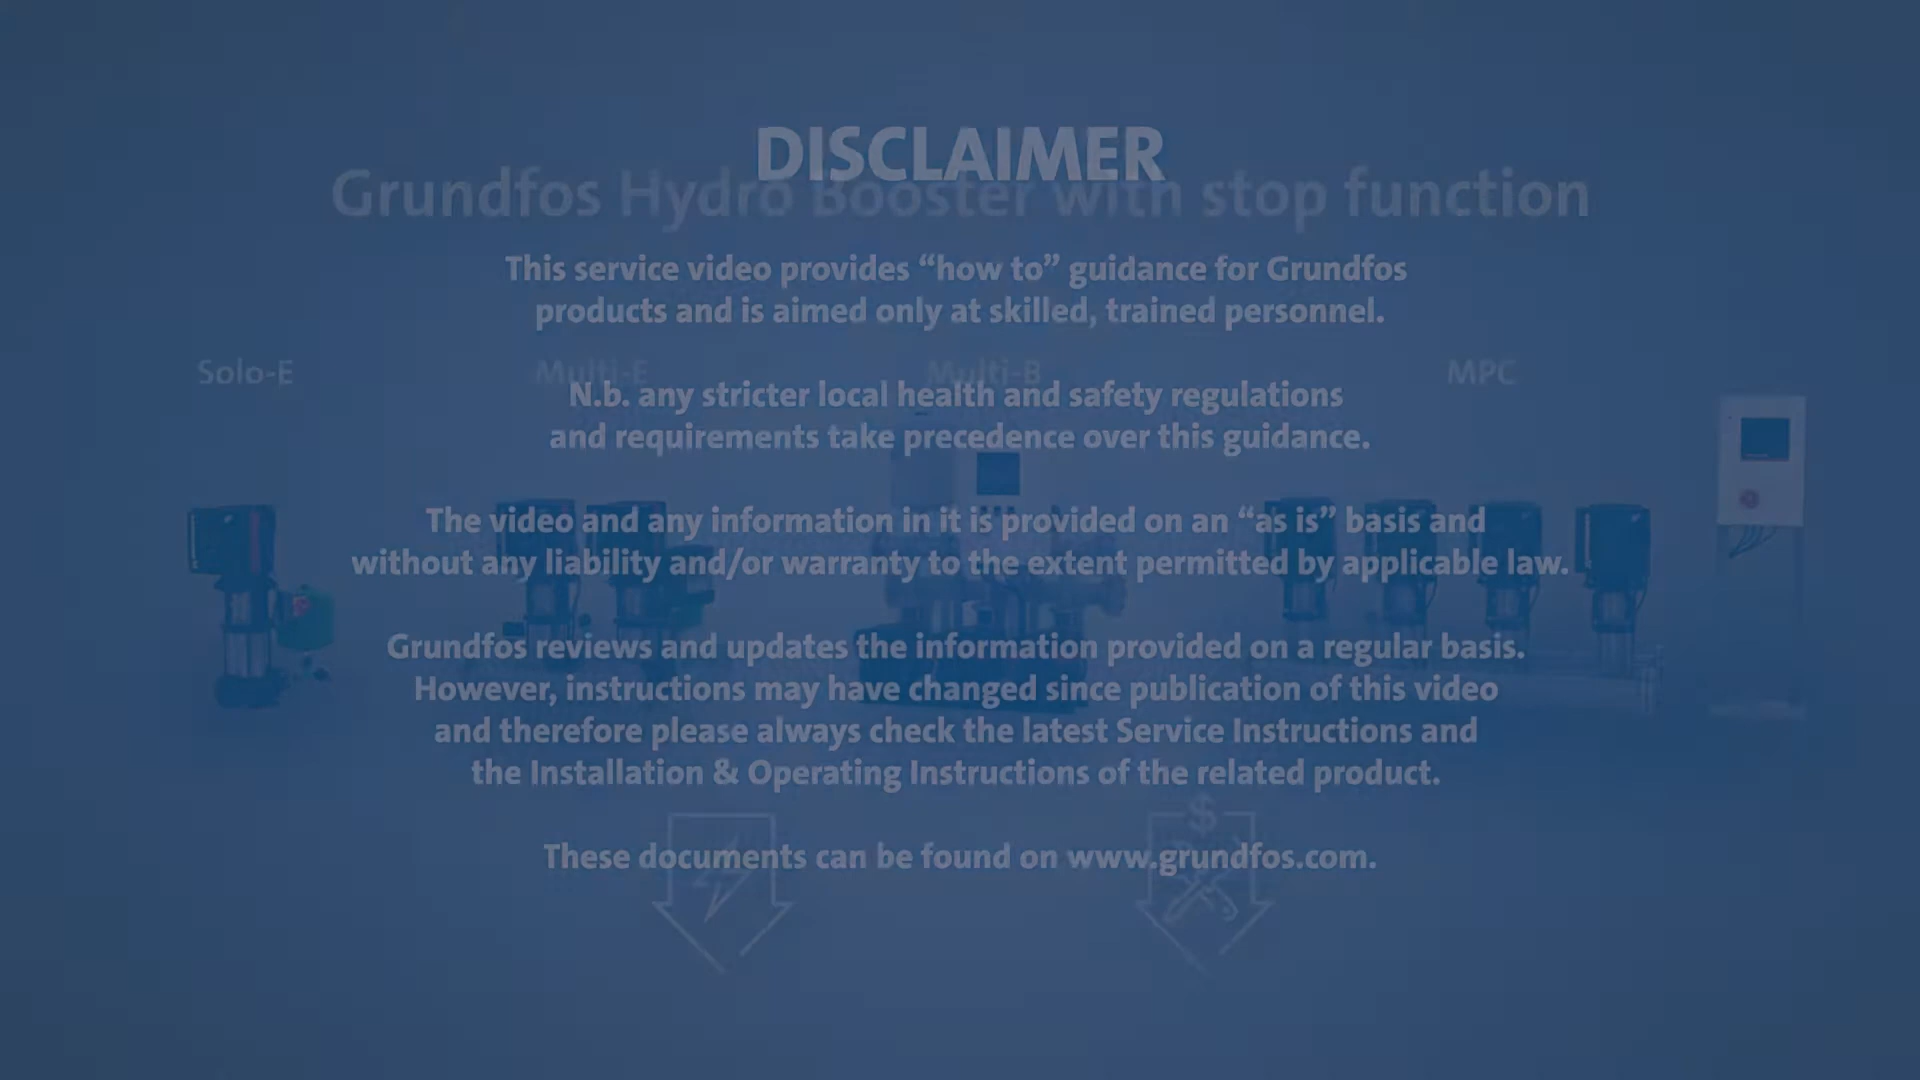 DISCLAIMER
Grundfos Hydro Booster with stop function
This service video provides “how to” guidance for Grundfos
products and is aimed only at skilled, trained personnel.
Solo-E Multi-E Multi-B MPC
N.b. any stricter local health and safety regulations
and requirements take precedence over this guidance.
The video and any information in it is provided on an “as is” basis and
without any liability and/or warranty to the extent permitted by applicable law.
Grundfos reviews and updates the information provided on a regular basis.
However, instructions may have changed since publication of this video
and therefore please always check the latest Service Instructions and
the Installation & Operating Instructions of the related product.
$
These documents can be found on www.grundfos.com.